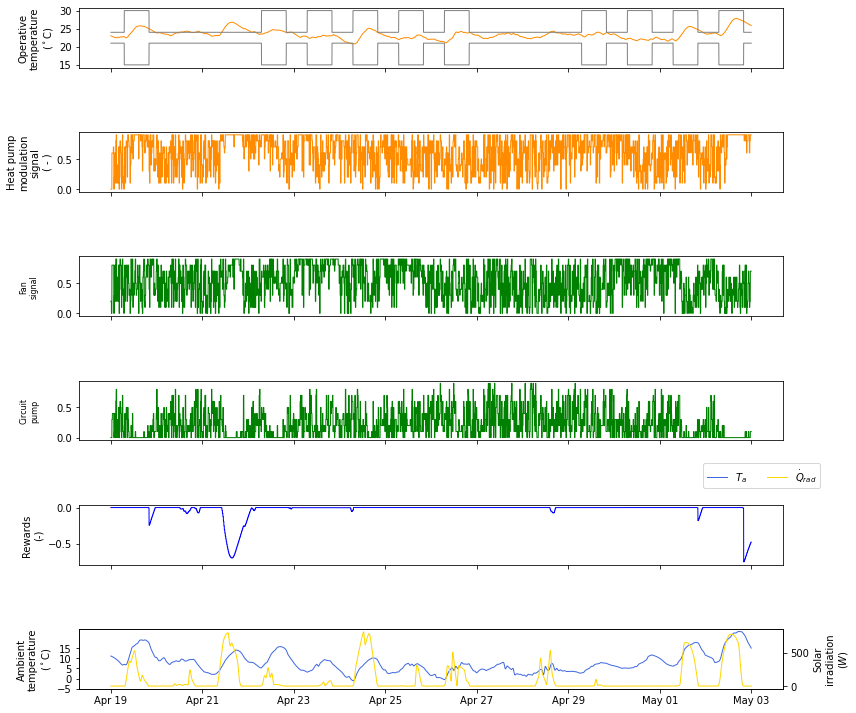 Operative
temperature
(°C)
30
25
20
15
Heat pump
modulation
signal
( - )
0.5
0.0
Fan
signal
0.5
0.0
Circuit
pump
0.5
0.0
T_a
Q̇_rad
Rewards
(-)
0.0
−0.5
Ambient
temperature
(°C)
15
10
5
0
−5
500
0
Solar
irradiation
(W)
Apr 19 Apr 21 Apr 23 Apr 25 Apr 27 Apr 29 May 01 May 03